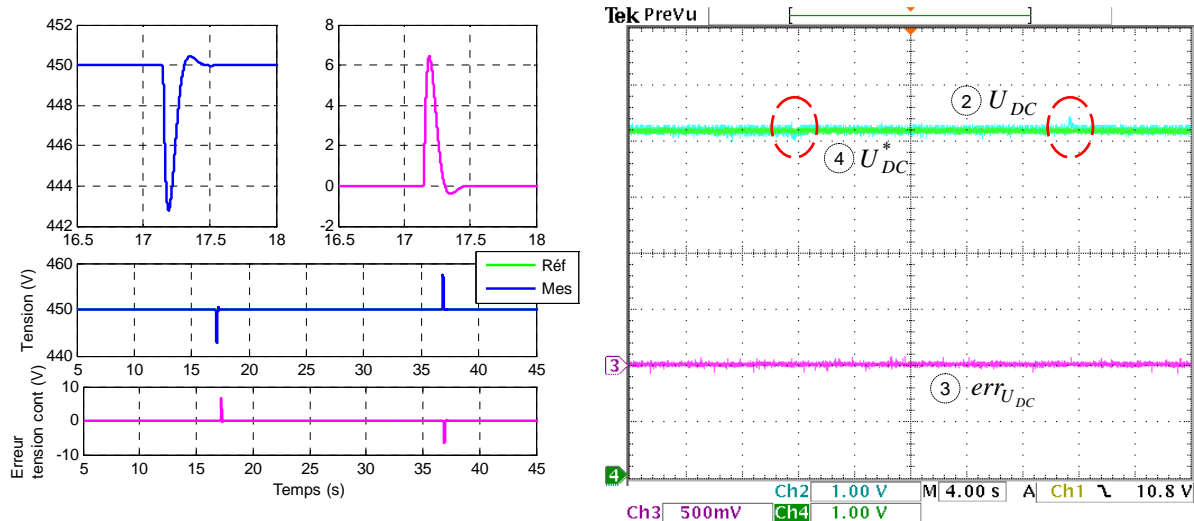 452
450
448
446
444
442
16.5 17 17.5 18
8
6
4
2
0
-2
16.5 17 17.5 18
Réf
Mes
Tension (V)
460
450
440
5 10 15 20 25 30 35 40 45
Erreur
tension cont (V)
10
0
-10
5 10 15 20 25 30 35 40 45
Temps (s)
Tek PreVu
2 U_DC
4 U*_DC
3
3 err_U_DC
4
Ch2 1.00 V M 4.00 s A Ch1 10.8 V
Ch3 500mV Ch4 1.00 V